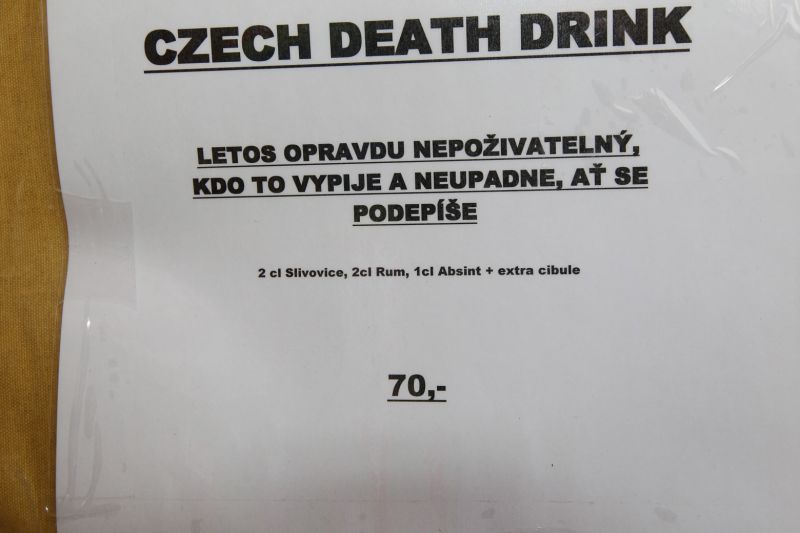 CZECH DEATH DRINK
LETOS OPRAVDU NEPOŽIVATELNÝ,
KDO TO VYPIJE A NEUPADNE, AŤ SE
PODEPÍŠE
2 cl Slivovice, 2cl Rum, 1cl Absint + extra cibule
70,-